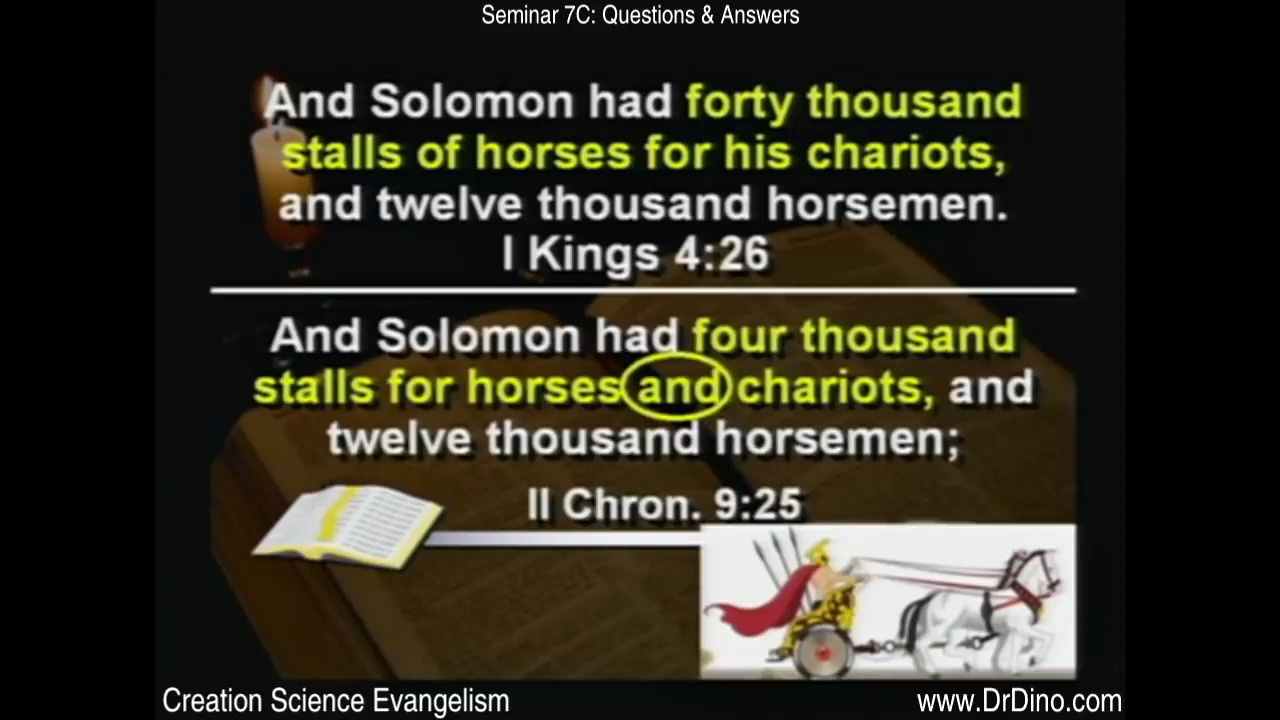 Seminar 7C: Questions & Answers
And Solomon had forty thousand
stalls of horses for his chariots,
and twelve thousand horsemen.
I Kings 4:26
And Solomon had four thousand
stalls for horses and chariots, and
twelve thousand horsemen;
II Chron. 9:25
Creation Science Evangelism
www.DrDino.com